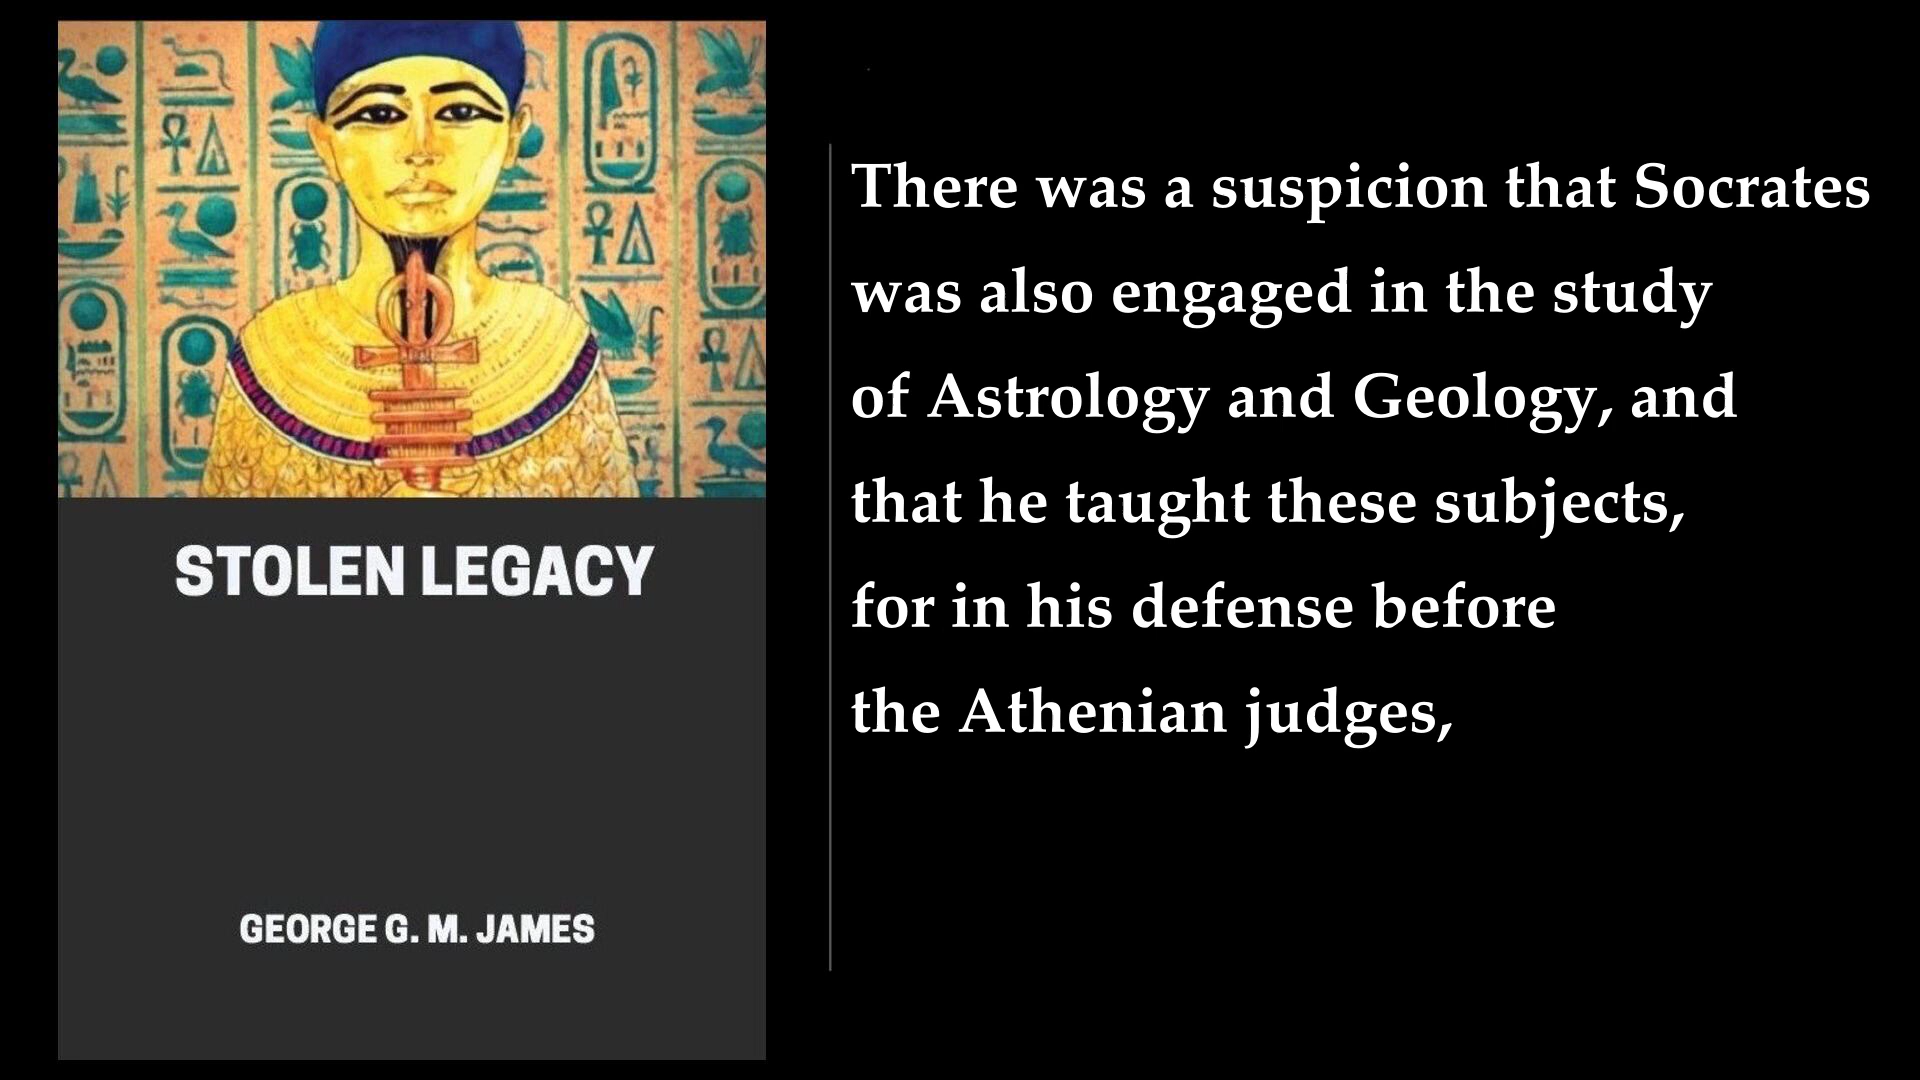 STOLEN LEGACY
GEORGE G. M. JAMES
There was a suspicion that Socrates
was also engaged in the study
of Astrology and Geology, and
that he taught these subjects,
for in his defense before
the Athenian judges,